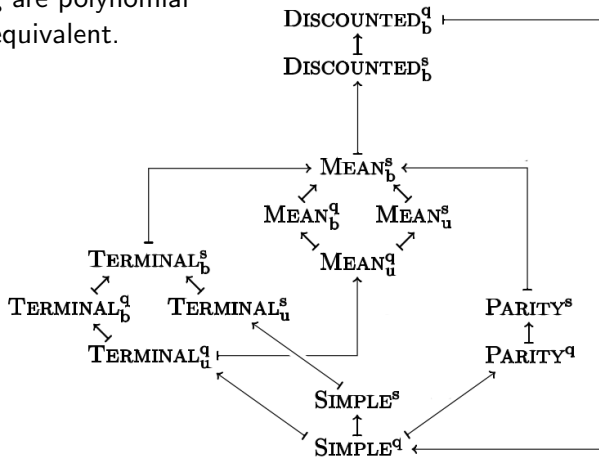 g are polynomial
equivalent.
DISCOUNTED^q_b
DISCOUNTED^s_b
MEAN^s_b
MEAN^q_b MEAN^s_u
TERMINAL^s_b MEAN^q_u
TERMINAL^q_b TERMINAL^s_u PARITY^s
TERMINAL^q_u PARITY^q
SIMPLE^s
SIMPLE^q